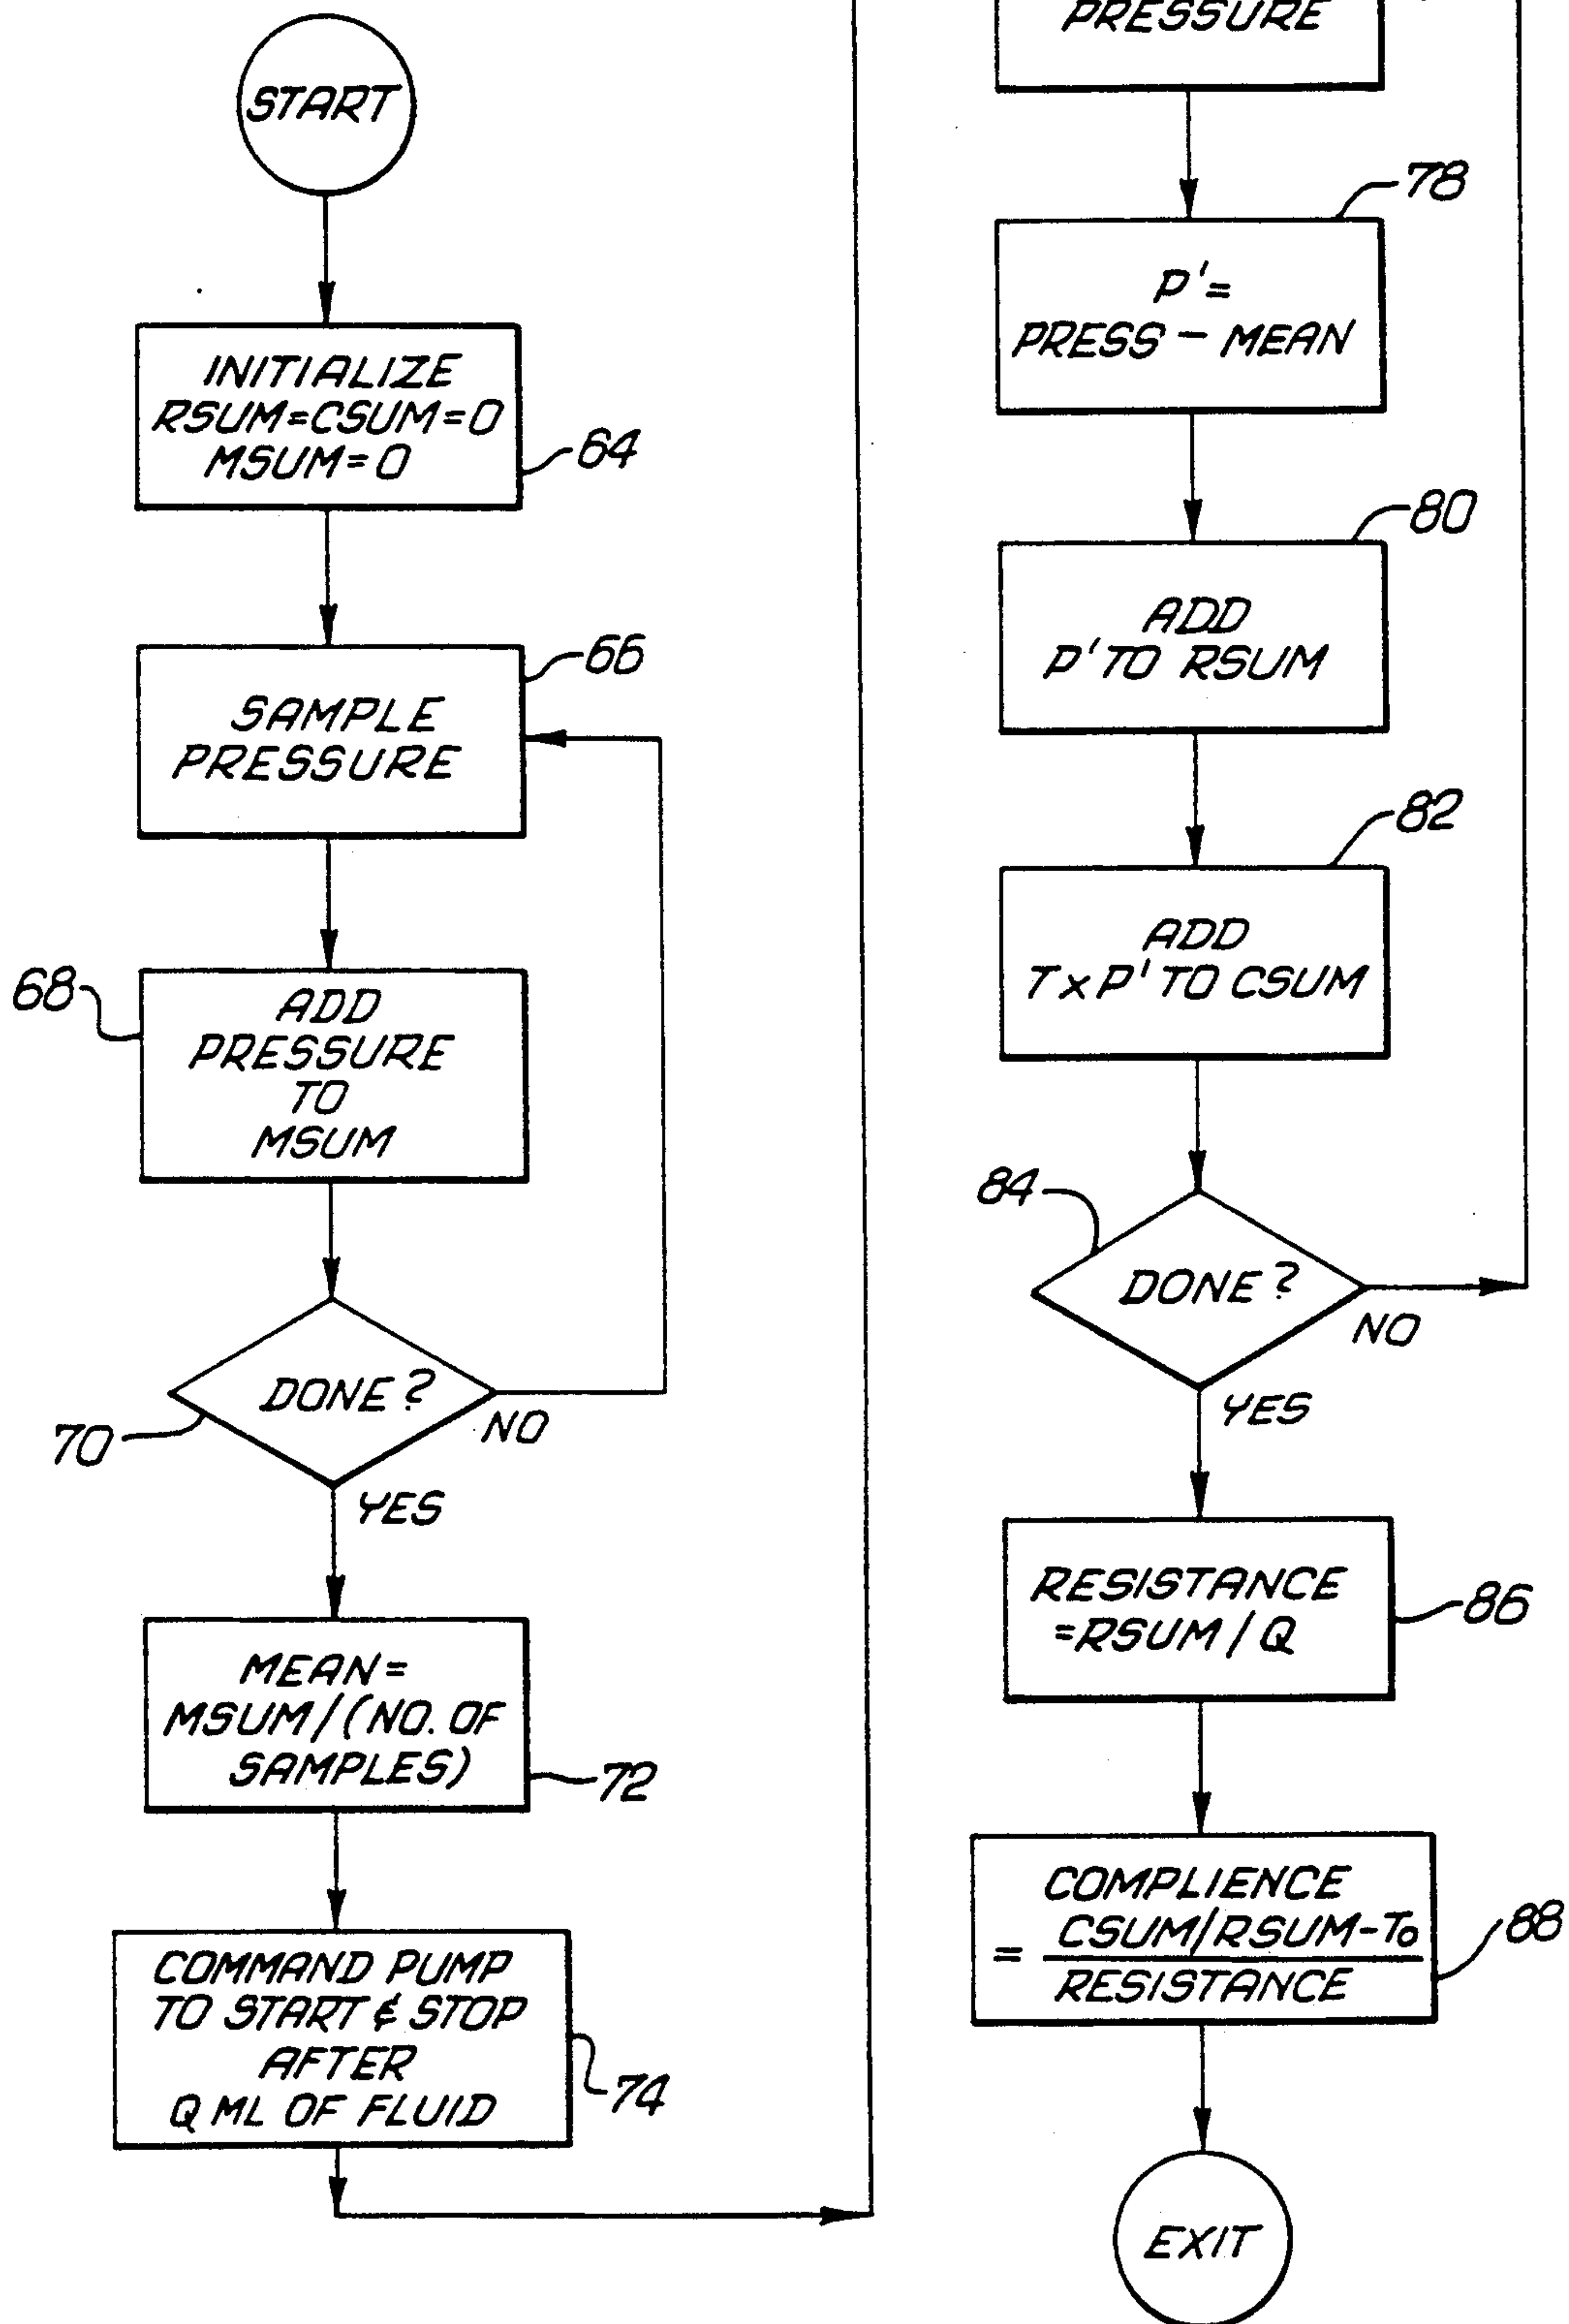 START
INITIALIZE
RSUM=CSUM=0
MSUM=0
64
SAMPLE
PRESSURE
66
68
ADD
PRESSURE
TO
MSUM
DONE?
NO
70
YES
MEAN=
MSUM/(NO. OF
SAMPLES)
72
COMMAND PUMP
TO START & STOP
AFTER
Q ML OF FLUID
74
PRESSURE
78
P'=
PRESS - MEAN
80
ADD
P' TO RSUM
82
ADD
T x P' TO CSUM
84
DONE?
NO
YES
RESISTANCE
=RSUM/Q
86
COMPLIENCE
= CSUM/RSUM-To
RESISTANCE
88
EXIT